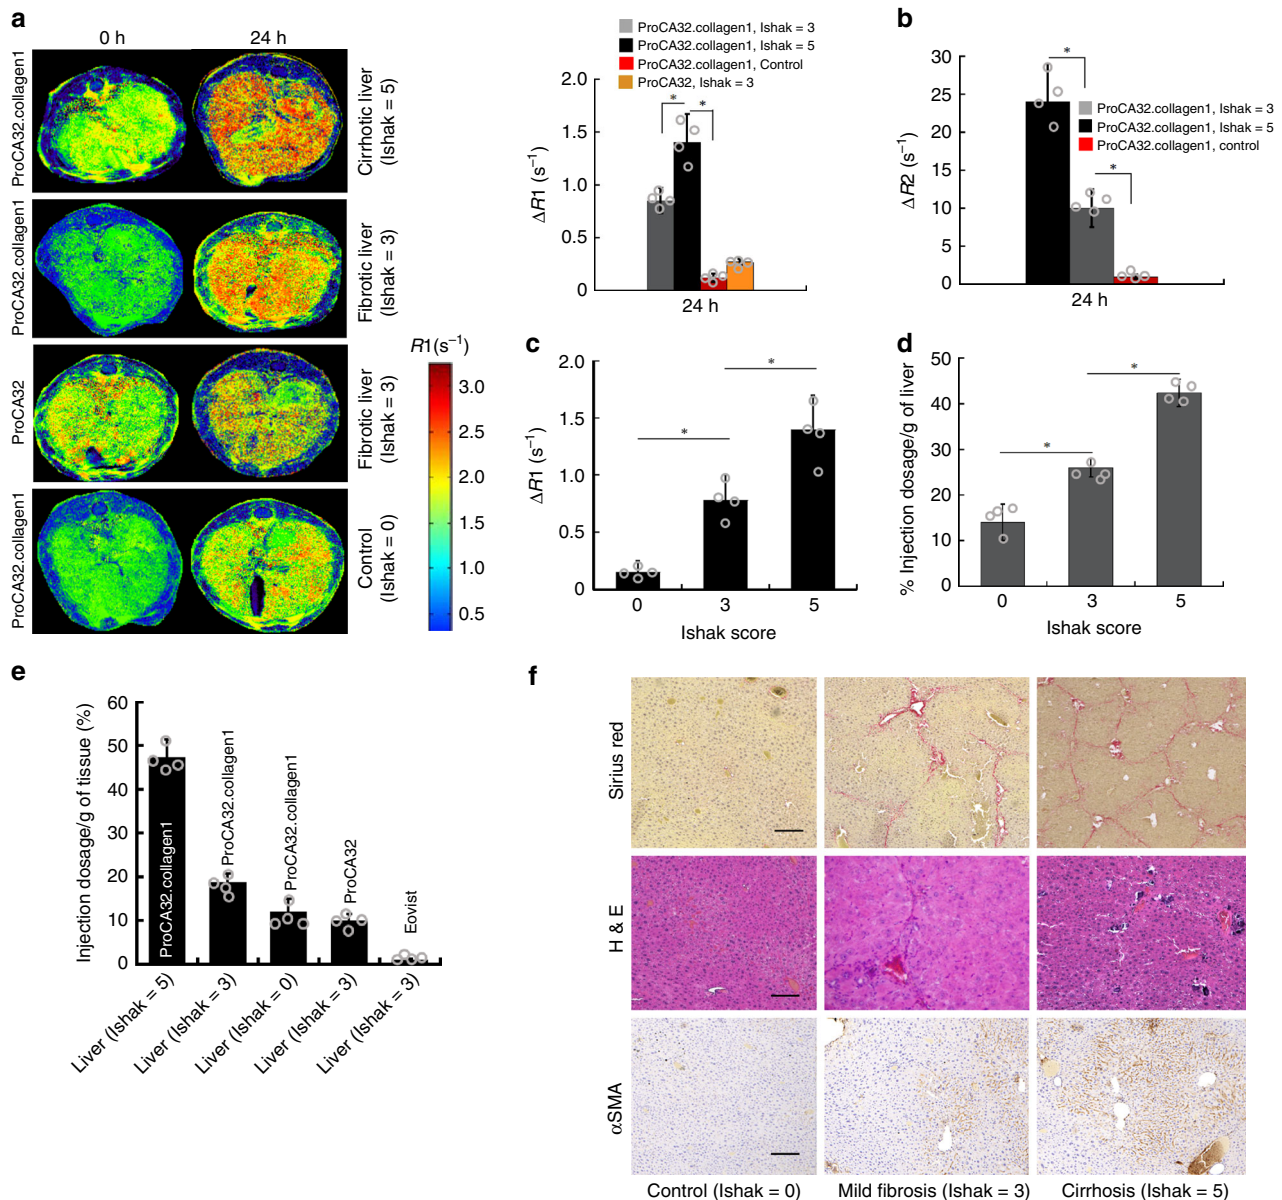 a
0 h
24 h
ProCA32.collagen1
Cirrhotic liver
(Ishak = 5)
ProCA32.collagen1
Fibrotic liver
(Ishak = 3)
ProCA32
Fibrotic liver
(Ishak = 3)
ProCA32.collagen1
Control
(Ishak = 0)
R1(s⁻¹)
3.0
2.5
2.0
1.5
1.0
0.5
ProCA32.collagen1, Ishak = 3
ProCA32.collagen1, Ishak = 5
ProCA32.collagen1, Control
ProCA32, Ishak = 3
ΔR1 (s⁻¹)
2.0
1.5
1.0
0.5
0
* *
24 h
b
ΔR2 (s⁻¹)
30
25
20
15
10
5
0
*
*
ProCA32.collagen1, Ishak = 3
ProCA32.collagen1, Ishak = 5
ProCA32.collagen1, control
24 h
c
ΔR1 (s⁻¹)
2.0
1.5
1.0
0.5
0
*
*
0 3 5
Ishak score
d
% Injection dosage/g of liver
50
40
30
20
10
0
*
*
0 3 5
Ishak score
e
Injection dosage/g of tissue (%)
60
50
40
30
20
10
0
ProCA32.collagen1
ProCA32.collagen1
ProCA32.collagen1
ProCA32
Eovist
Liver (Ishak = 5)
Liver (Ishak = 3)
Liver (Ishak = 0)
Liver (Ishak = 3)
Liver (Ishak = 3)
f
Sirius red
H & E
αSMA
Control (Ishak = 0)
Mild fibrosis (Ishak = 3)
Cirrhosis (Ishak = 5)